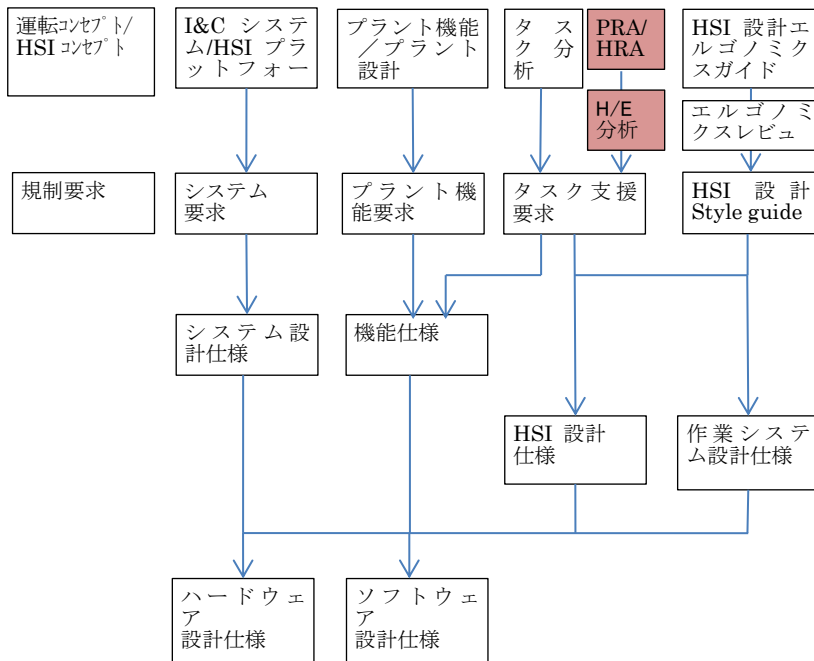 運転ｺﾝｾﾌﾟﾄ/
HSI ｺﾝｾﾌﾟﾄ
I&C システ
ム/HSI プラ
ットフォー
プラント機能
／プラント
設計
タス
ク分
析
PRA/
HRA
HSI 設計エ
ルゴノミク
スガイド
H/E
分析
エルゴノミ
クスレビュ
規制要求
システム
要求
プラント機
能要求
タスク支援
要求
HSI 設計
Style guide
システム設
計仕様
機能仕様
HSI 設計
仕様
作業システ
ム設計仕様
ハードウェ
ア
設計仕様
ソフトウェ
ア
設計仕様